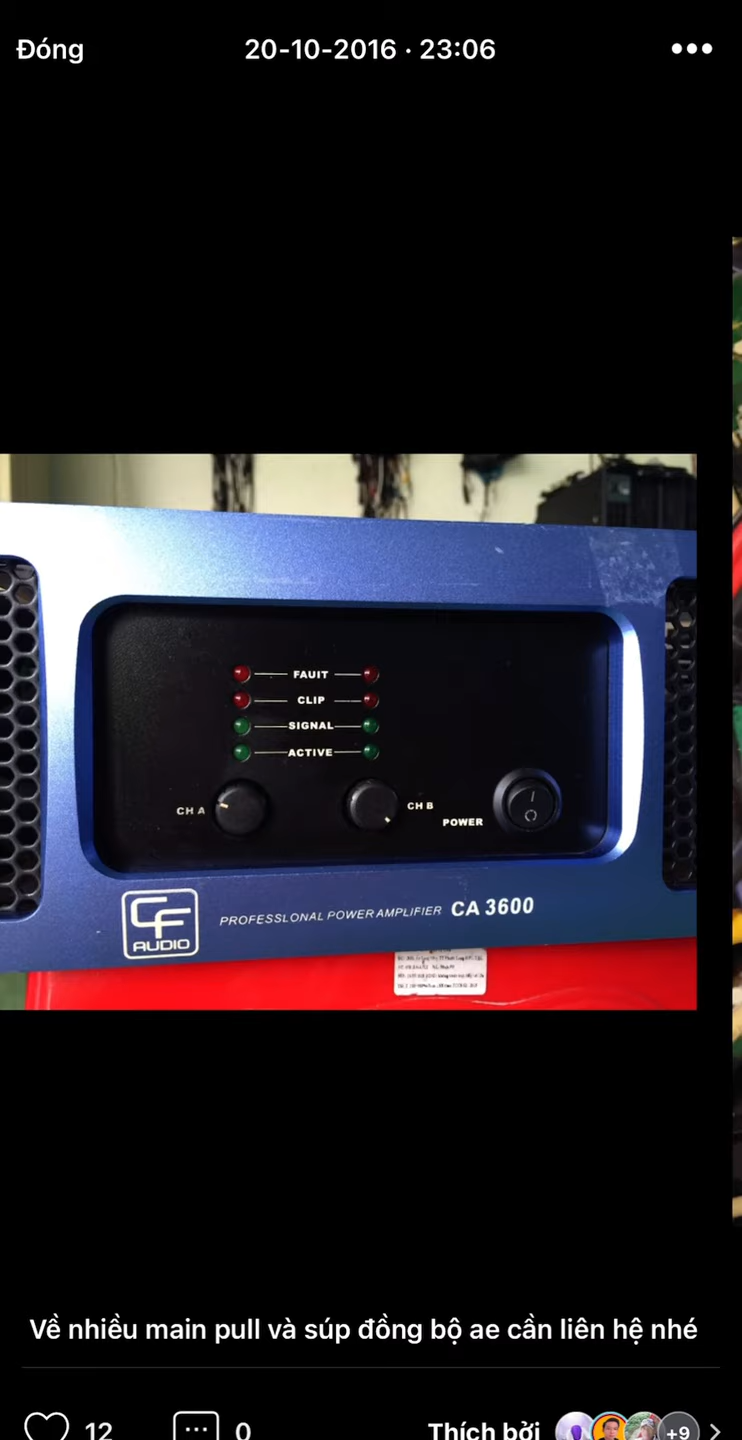 Đóng
20-10-2016 · 23:06
FAUIT
CLIP
SIGNAL
ACTIVE
CH A
CH B
POWER
CF
AUDIO
PROFESSLONAL POWER AMPLIFIER CA 3600
Về nhiều main pull và súp đồng bộ ae cần liên hệ nhé
12
0
Thích bởi
+9